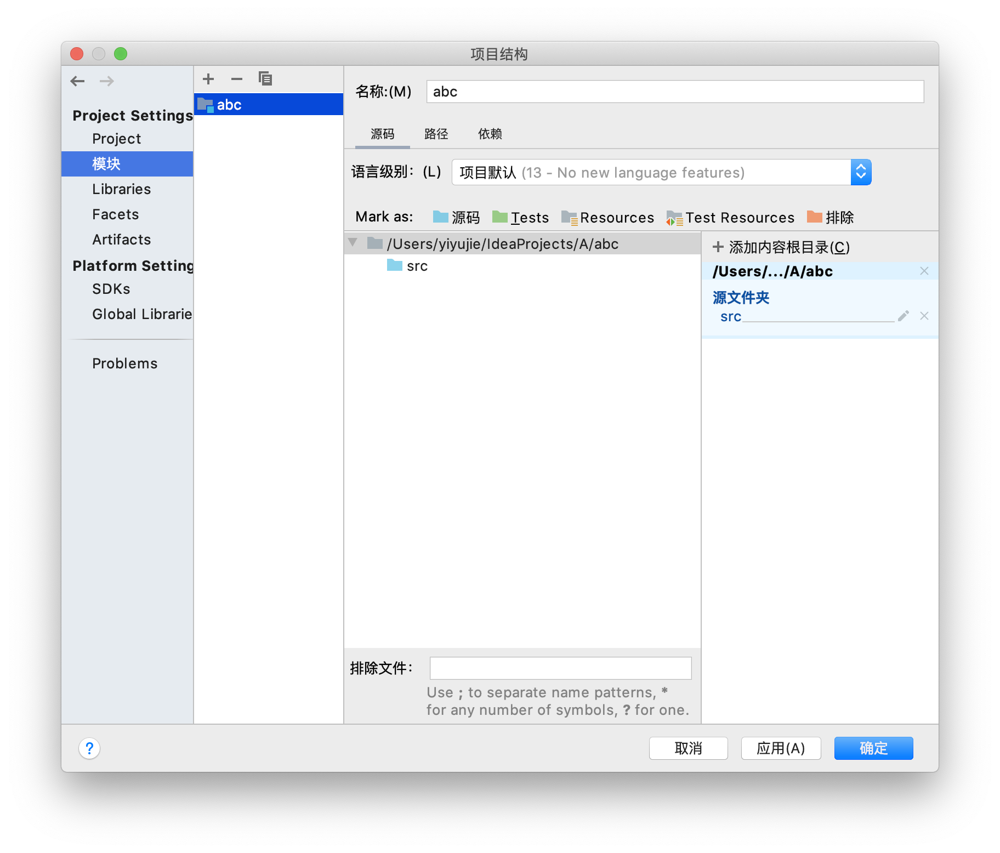 项目结构
Project Settings
Project
模块
Libraries
Facets
Artifacts
Platform Setting
SDKs
Global Librarie
Problems
abc
名称:(M) abc
源码 路径 依赖
语言级别：(L) 项目默认 (13 - No new language features)
Mark as: 源码 Tests Resources Test Resources 排除
/Users/yiyujie/IdeaProjects/A/abc
src
添加内容根目录(C)
/Users/.../A/abc
源文件夹
src
排除文件：
Use ; to separate name patterns, *
for any number of symbols, ? for one.
? 取消 应用(A) 确定